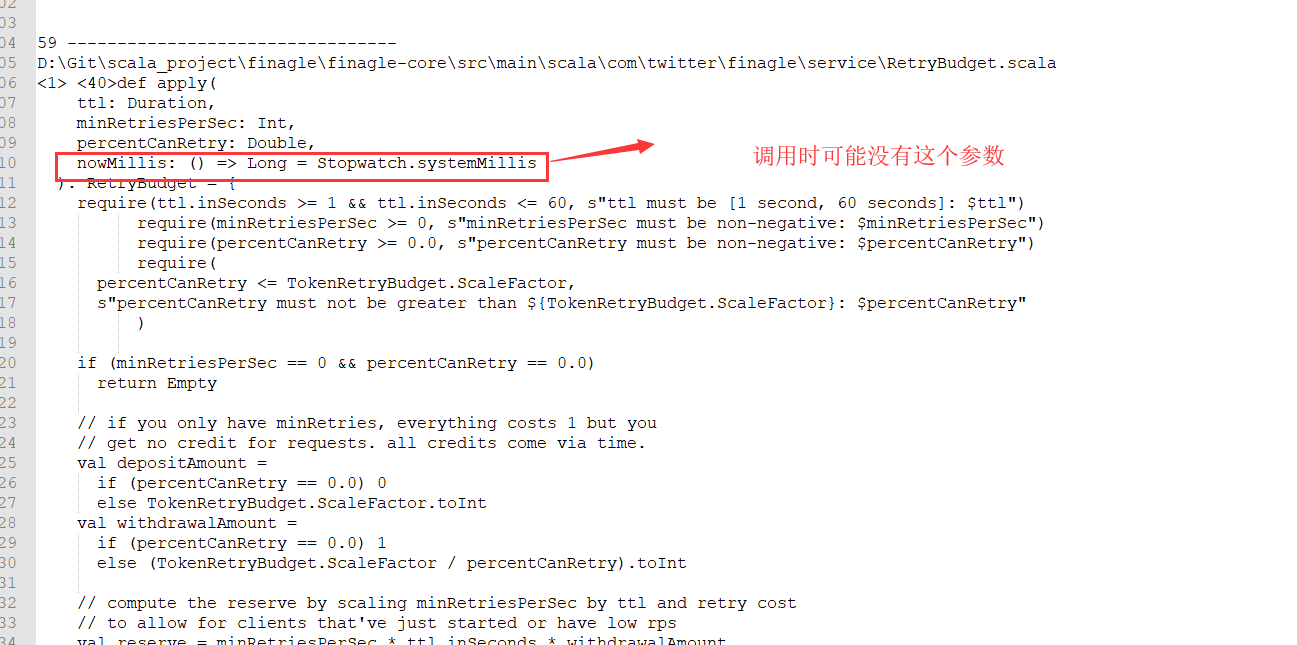 02
03
04 59 ---------------------------------
05 D:\Git\scala_project\finagle\finagle-core\src\main\scala\com\twitter\finagle\service\RetryBudget.scala
06 <1> <40>def apply(
07     ttl: Duration,
08     minRetriesPerSec: Int,
09     percentCanRetry: Double,
10     nowMillis: () => Long = Stopwatch.systemMillis 调用时可能没有这个参数
11   ): RetryBudget = {
12     require(ttl.inSeconds >= 1 && ttl.inSeconds <= 60, s"ttl must be [1 second, 60 seconds]: $ttl")
13           require(minRetriesPerSec >= 0, s"minRetriesPerSec must be non-negative: $minRetriesPerSec")
14           require(percentCanRetry >= 0.0, s"percentCanRetry must be non-negative: $percentCanRetry")
15           require(
16       percentCanRetry <= TokenRetryBudget.ScaleFactor,
17       s"percentCanRetry must not be greater than ${TokenRetryBudget.ScaleFactor}: $percentCanRetry"
18           )
19
20     if (minRetriesPerSec == 0 && percentCanRetry == 0.0)
21       return Empty
22
23     // if you only have minRetries, everything costs 1 but you
24     // get no credit for requests. all credits come via time.
25     val depositAmount =
26       if (percentCanRetry == 0.0) 0
27       else TokenRetryBudget.ScaleFactor.toInt
28     val withdrawalAmount =
29       if (percentCanRetry == 0.0) 1
30       else (TokenRetryBudget.ScaleFactor / percentCanRetry).toInt
31
32     // compute the reserve by scaling minRetriesPerSec by ttl and retry cost
33     // to allow for clients that've just started or have low rps
34     val reserve = minRetriesPerSec * ttl.inSeconds * withdrawalAmount